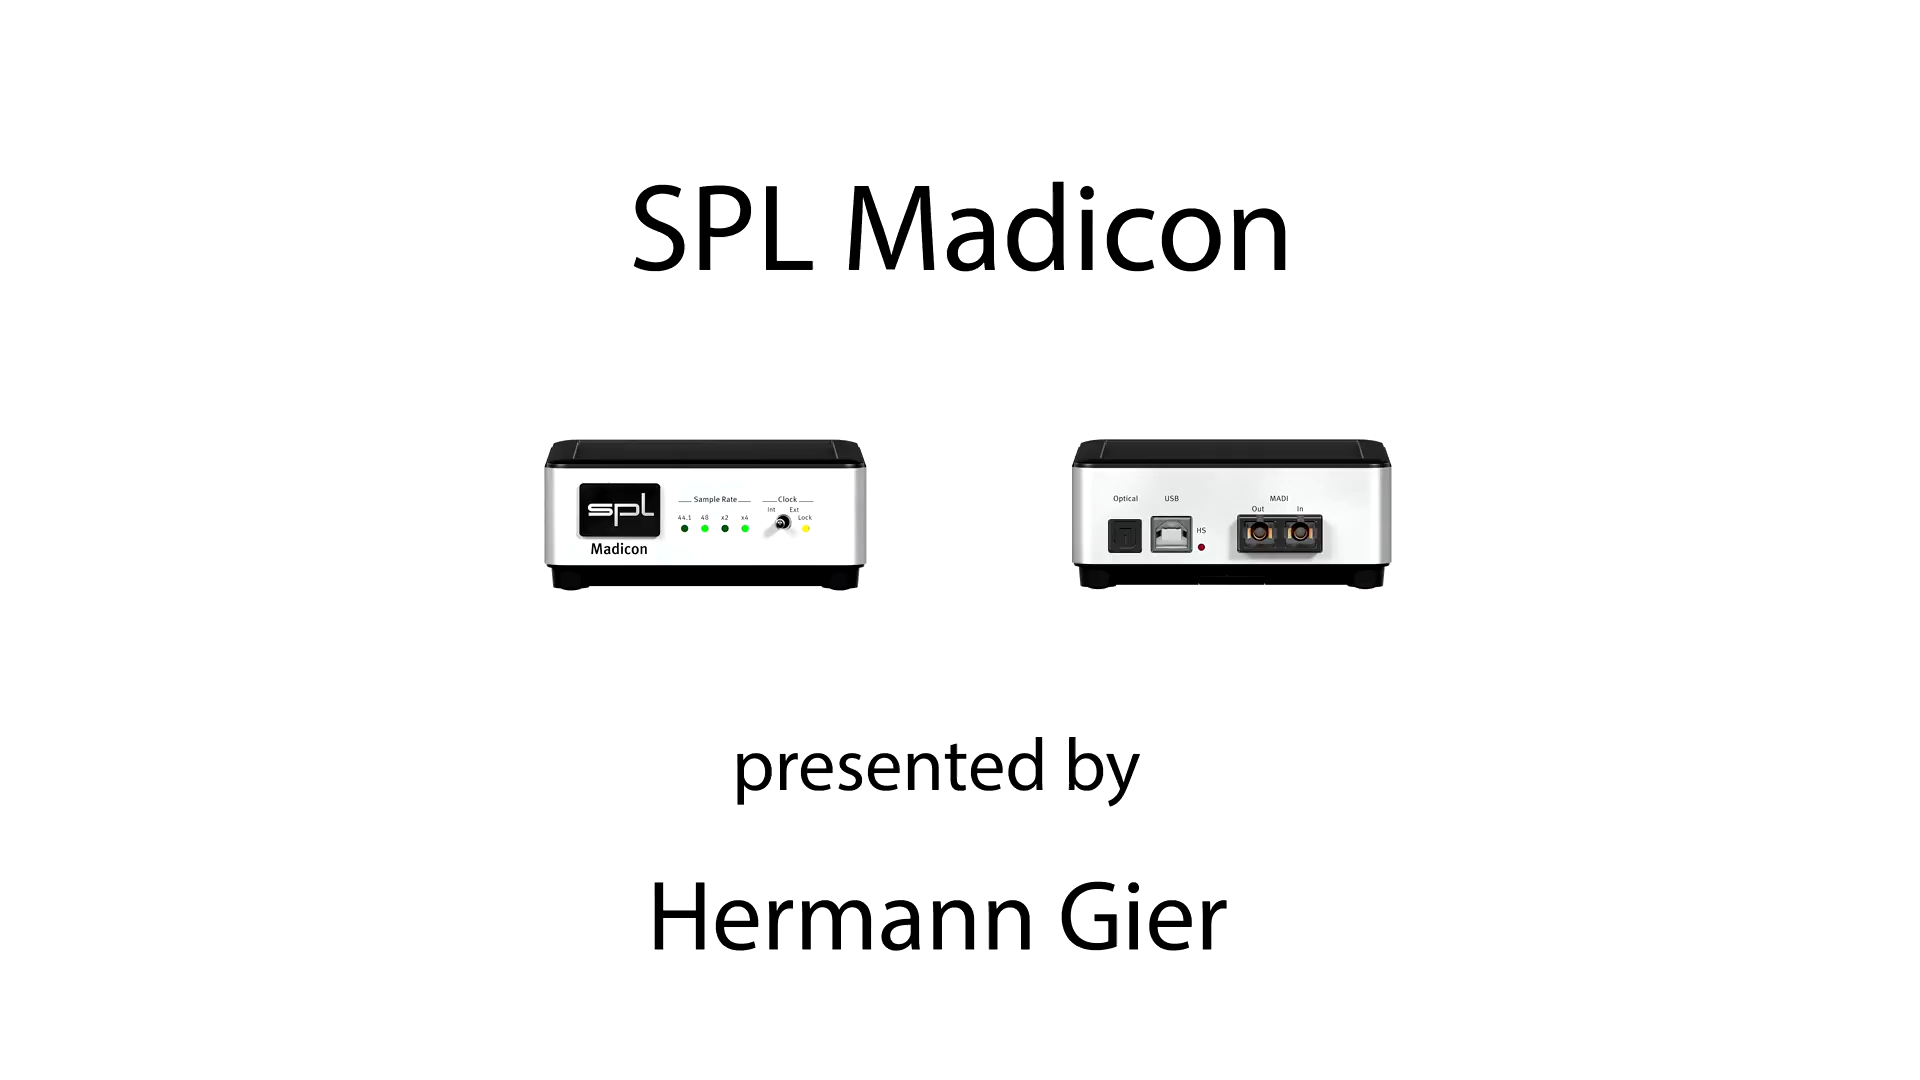 SPL Madicon
spl
Madicon
Sample Rate
44.1 48 x2 x4
Clock
Int Ext
Lock
Optical USB MADI
Out In
HS
presented by
Hermann Gier